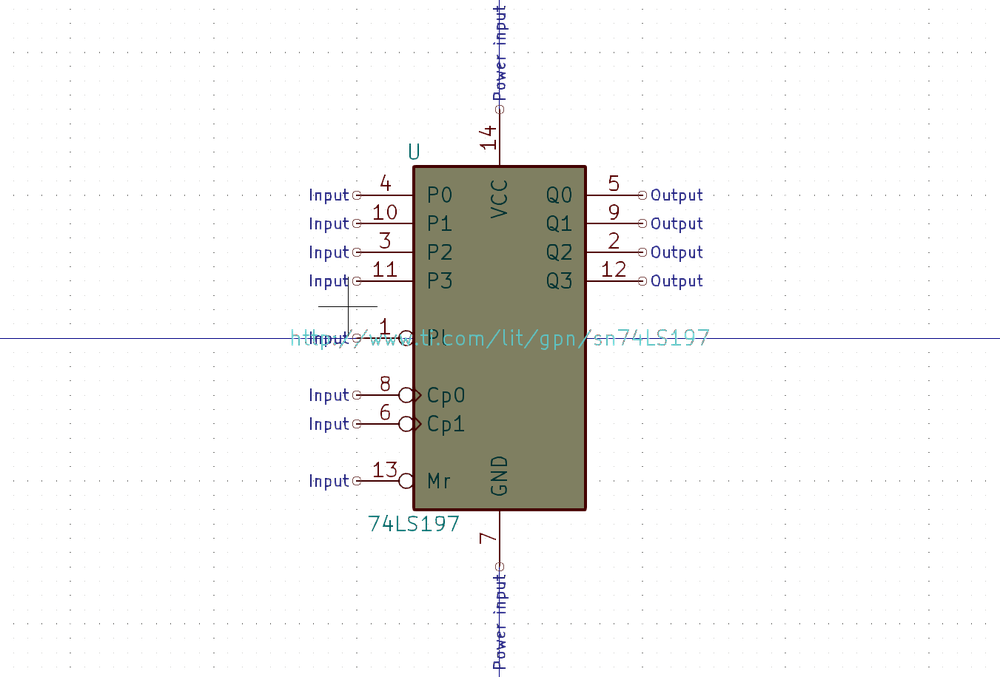 Power input
14
U
VCC
Input 4 P0 Q0 5 Output
Input 10 P1 Q1 9 Output
Input 3 P2 Q2 2 Output
Input 11 P3 Q3 12 Output
Input 1 Pl
http://www.ti.com/lit/gpn/sn74LS197
Input 8 Cp0
Input 6 Cp1
Input 13 Mr
GND
74LS197
7
Power input